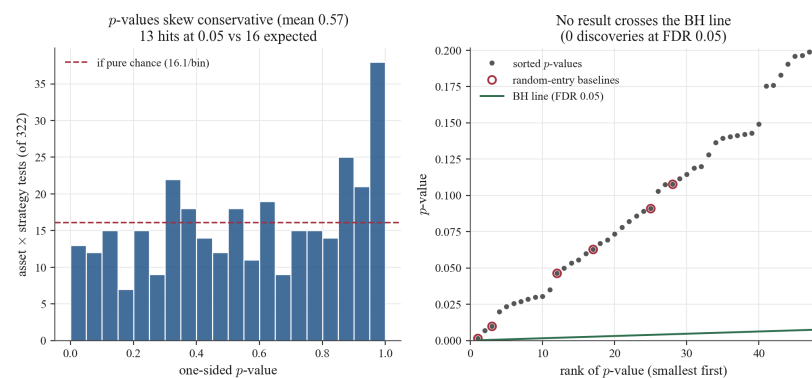 p-values skew conservative (mean 0.57)
13 hits at 0.05 vs 16 expected
if pure chance (16.1/bin)
asset × strategy tests (of 322)
35
30
25
20
15
10
5
0
0.0 0.2 0.4 0.6 0.8 1.0
one-sided p-value
No result crosses the BH line
(0 discoveries at FDR 0.05)
sorted p-values
random-entry baselines
BH line (FDR 0.05)
p-value
0.200
0.175
0.150
0.125
0.100
0.075
0.050
0.025
0.000
0 10 20 30 40
rank of p-value (smallest first)